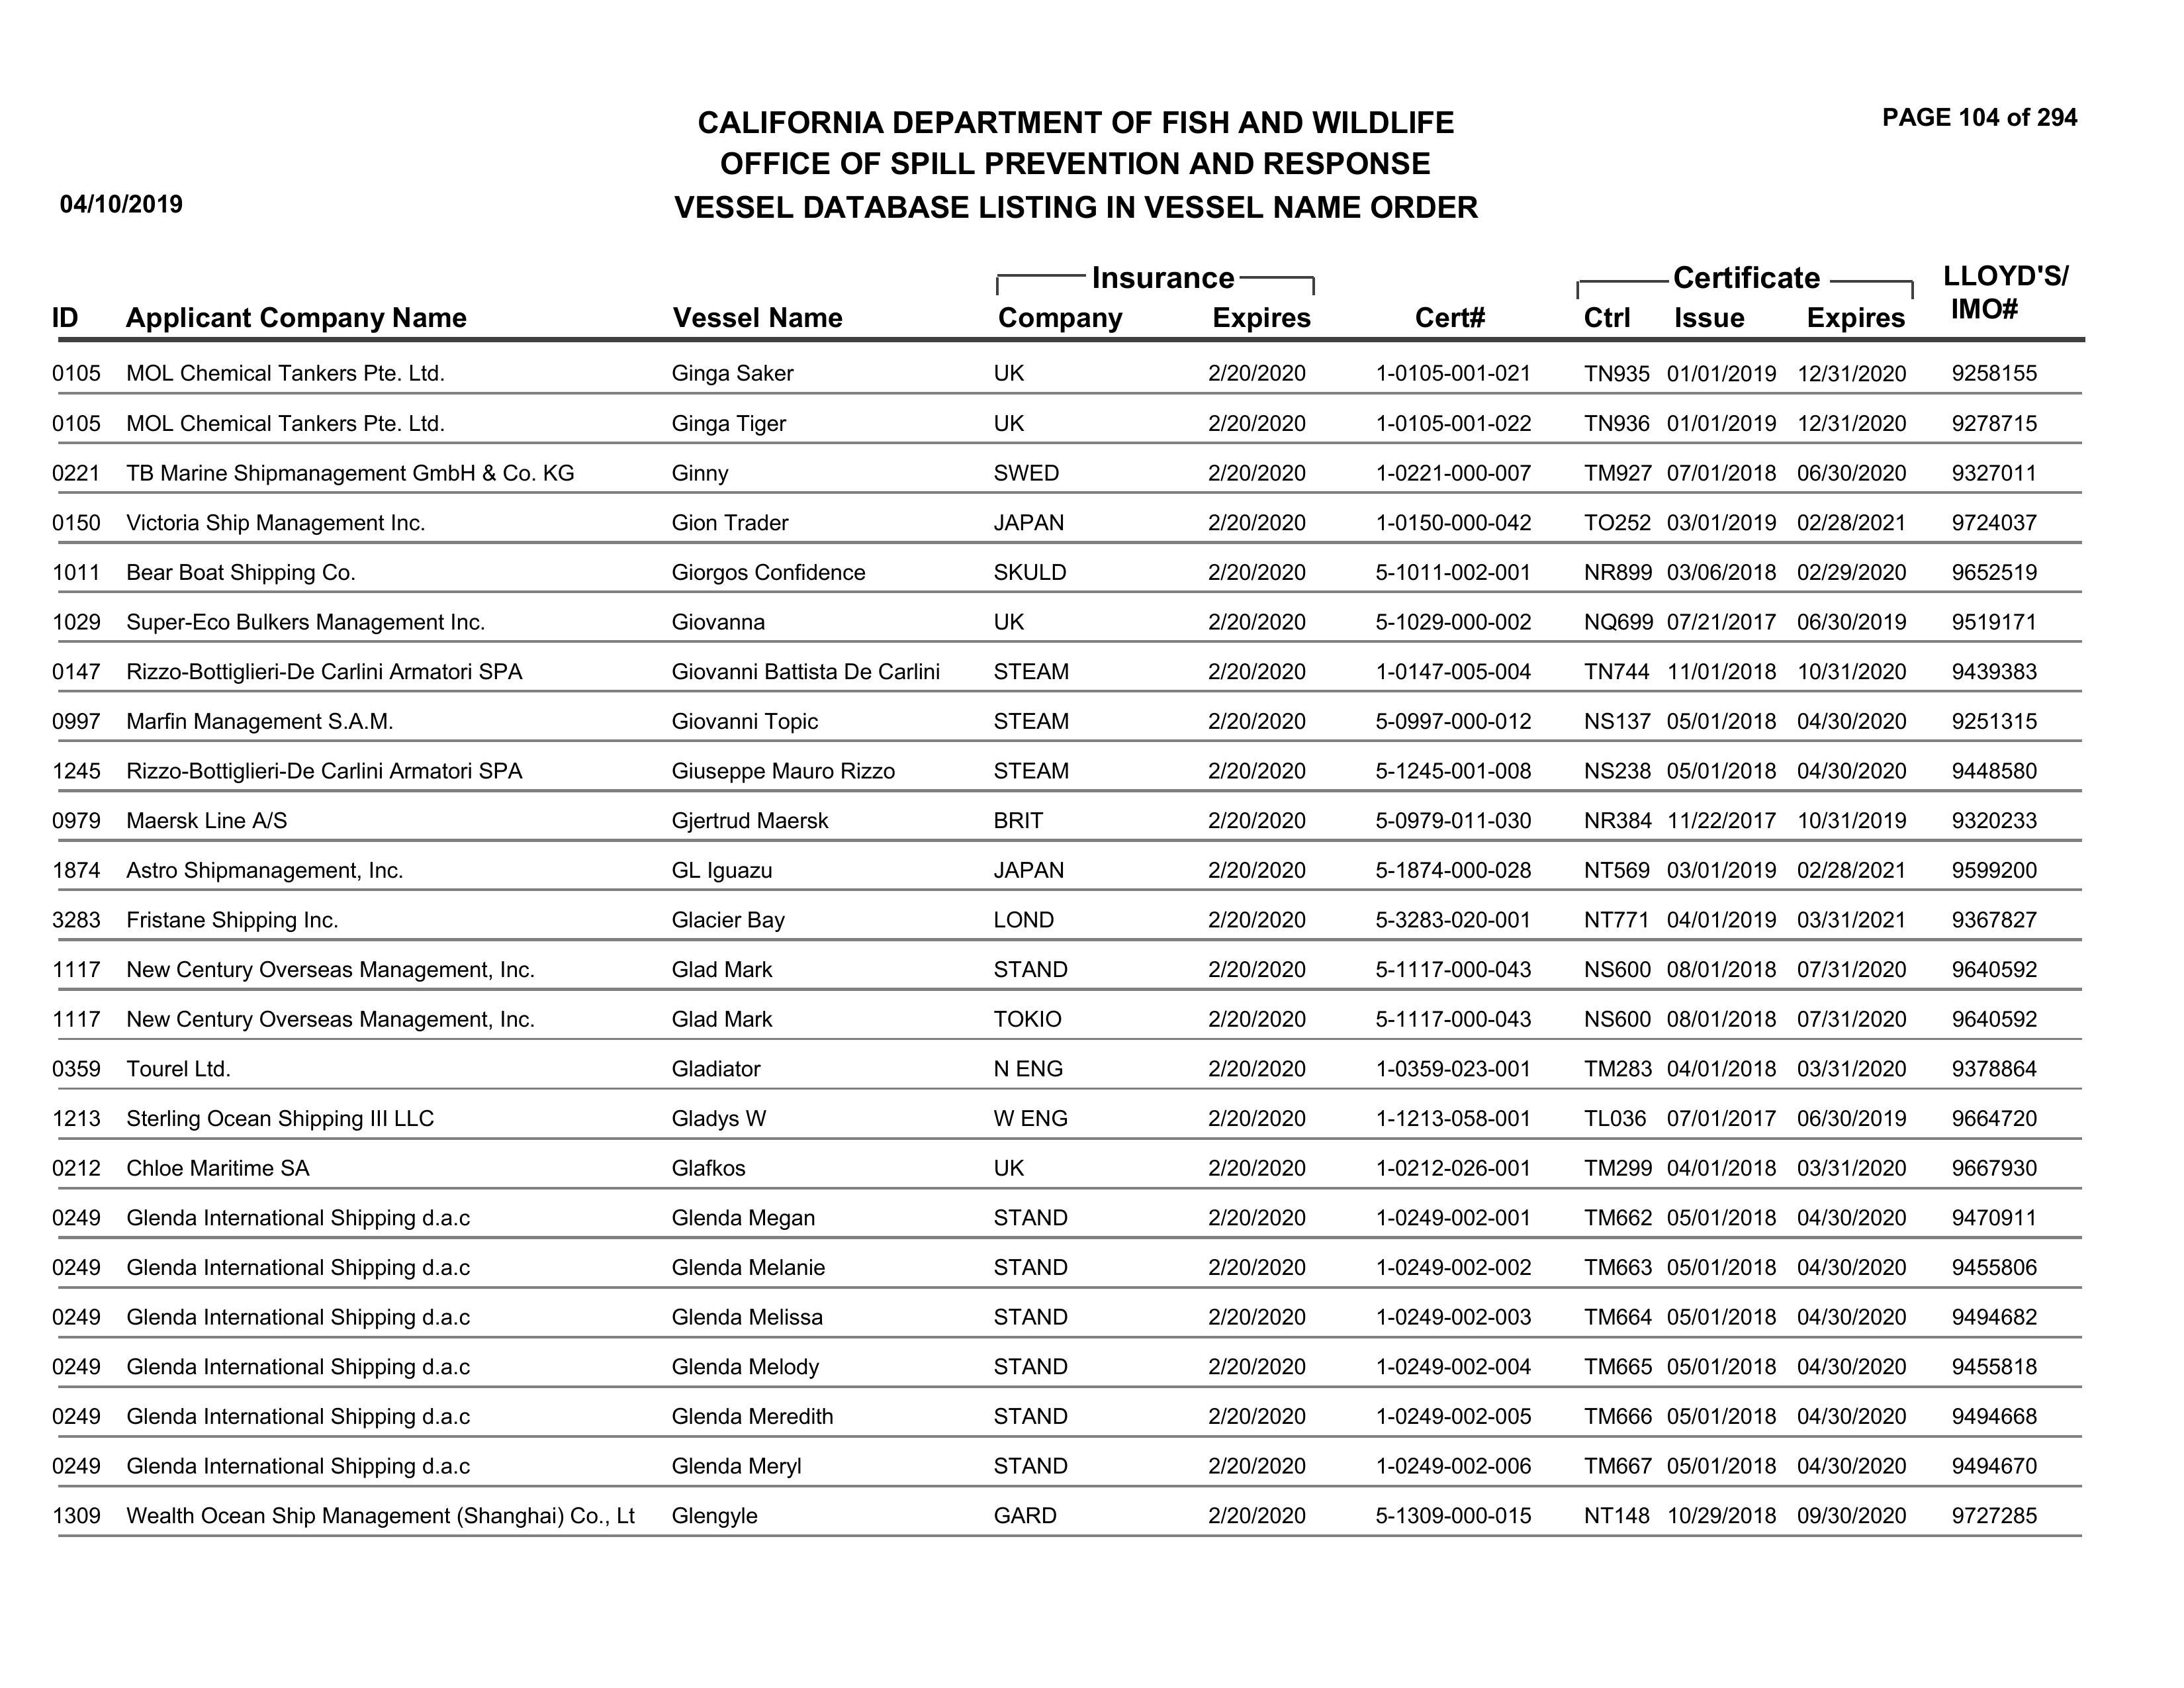 PAGE 104 of 294
CALIFORNIA DEPARTMENT OF FISH AND WILDLIFE
OFFICE OF SPILL PREVENTION AND RESPONSE
04/10/2019 VESSEL DATABASE LISTING IN VESSEL NAME ORDER
Insurance Certificate LLOYD'S/
ID Applicant Company Name Vessel Name Company Expires Cert# Ctrl Issue Expires IMO#
0105 MOL Chemical Tankers Pte. Ltd. Ginga Saker UK 2/20/2020 1-0105-001-021 TN935 01/01/2019 12/31/2020 9258155
0105 MOL Chemical Tankers Pte. Ltd. Ginga Tiger UK 2/20/2020 1-0105-001-022 TN936 01/01/2019 12/31/2020 9278715
0221 TB Marine Shipmanagement GmbH & Co. KG Ginny SWED 2/20/2020 1-0221-000-007 TM927 07/01/2018 06/30/2020 9327011
0150 Victoria Ship Management Inc. Gion Trader JAPAN 2/20/2020 1-0150-000-042 TO252 03/01/2019 02/28/2021 9724037
1011 Bear Boat Shipping Co. Giorgos Confidence SKULD 2/20/2020 5-1011-002-001 NR899 03/06/2018 02/29/2020 9652519
1029 Super-Eco Bulkers Management Inc. Giovanna UK 2/20/2020 5-1029-000-002 NQ699 07/21/2017 06/30/2019 9519171
0147 Rizzo-Bottiglieri-De Carlini Armatori SPA Giovanni Battista De Carlini STEAM 2/20/2020 1-0147-005-004 TN744 11/01/2018 10/31/2020 9439383
0997 Marfin Management S.A.M. Giovanni Topic STEAM 2/20/2020 5-0997-000-012 NS137 05/01/2018 04/30/2020 9251315
1245 Rizzo-Bottiglieri-De Carlini Armatori SPA Giuseppe Mauro Rizzo STEAM 2/20/2020 5-1245-001-008 NS238 05/01/2018 04/30/2020 9448580
0979 Maersk Line A/S Gjertrud Maersk BRIT 2/20/2020 5-0979-011-030 NR384 11/22/2017 10/31/2019 9320233
1874 Astro Shipmanagement, Inc. GL Iguazu JAPAN 2/20/2020 5-1874-000-028 NT569 03/01/2019 02/28/2021 9599200
3283 Fristane Shipping Inc. Glacier Bay LOND 2/20/2020 5-3283-020-001 NT771 04/01/2019 03/31/2021 9367827
1117 New Century Overseas Management, Inc. Glad Mark STAND 2/20/2020 5-1117-000-043 NS600 08/01/2018 07/31/2020 9640592
1117 New Century Overseas Management, Inc. Glad Mark TOKIO 2/20/2020 5-1117-000-043 NS600 08/01/2018 07/31/2020 9640592
0359 Tourel Ltd. Gladiator N ENG 2/20/2020 1-0359-023-001 TM283 04/01/2018 03/31/2020 9378864
1213 Sterling Ocean Shipping III LLC Gladys W W ENG 2/20/2020 1-1213-058-001 TL036 07/01/2017 06/30/2019 9664720
0212 Chloe Maritime SA Glafkos UK 2/20/2020 1-0212-026-001 TM299 04/01/2018 03/31/2020 9667930
0249 Glenda International Shipping d.a.c Glenda Megan STAND 2/20/2020 1-0249-002-001 TM662 05/01/2018 04/30/2020 9470911
0249 Glenda International Shipping d.a.c Glenda Melanie STAND 2/20/2020 1-0249-002-002 TM663 05/01/2018 04/30/2020 9455806
0249 Glenda International Shipping d.a.c Glenda Melissa STAND 2/20/2020 1-0249-002-003 TM664 05/01/2018 04/30/2020 9494682
0249 Glenda International Shipping d.a.c Glenda Melody STAND 2/20/2020 1-0249-002-004 TM665 05/01/2018 04/30/2020 9455818
0249 Glenda International Shipping d.a.c Glenda Meredith STAND 2/20/2020 1-0249-002-005 TM666 05/01/2018 04/30/2020 9494668
0249 Glenda International Shipping d.a.c Glenda Meryl STAND 2/20/2020 1-0249-002-006 TM667 05/01/2018 04/30/2020 9494670
1309 Wealth Ocean Ship Management (Shanghai) Co., Lt Glengyle GARD 2/20/2020 5-1309-000-015 NT148 10/29/2018 09/30/2020 9727285